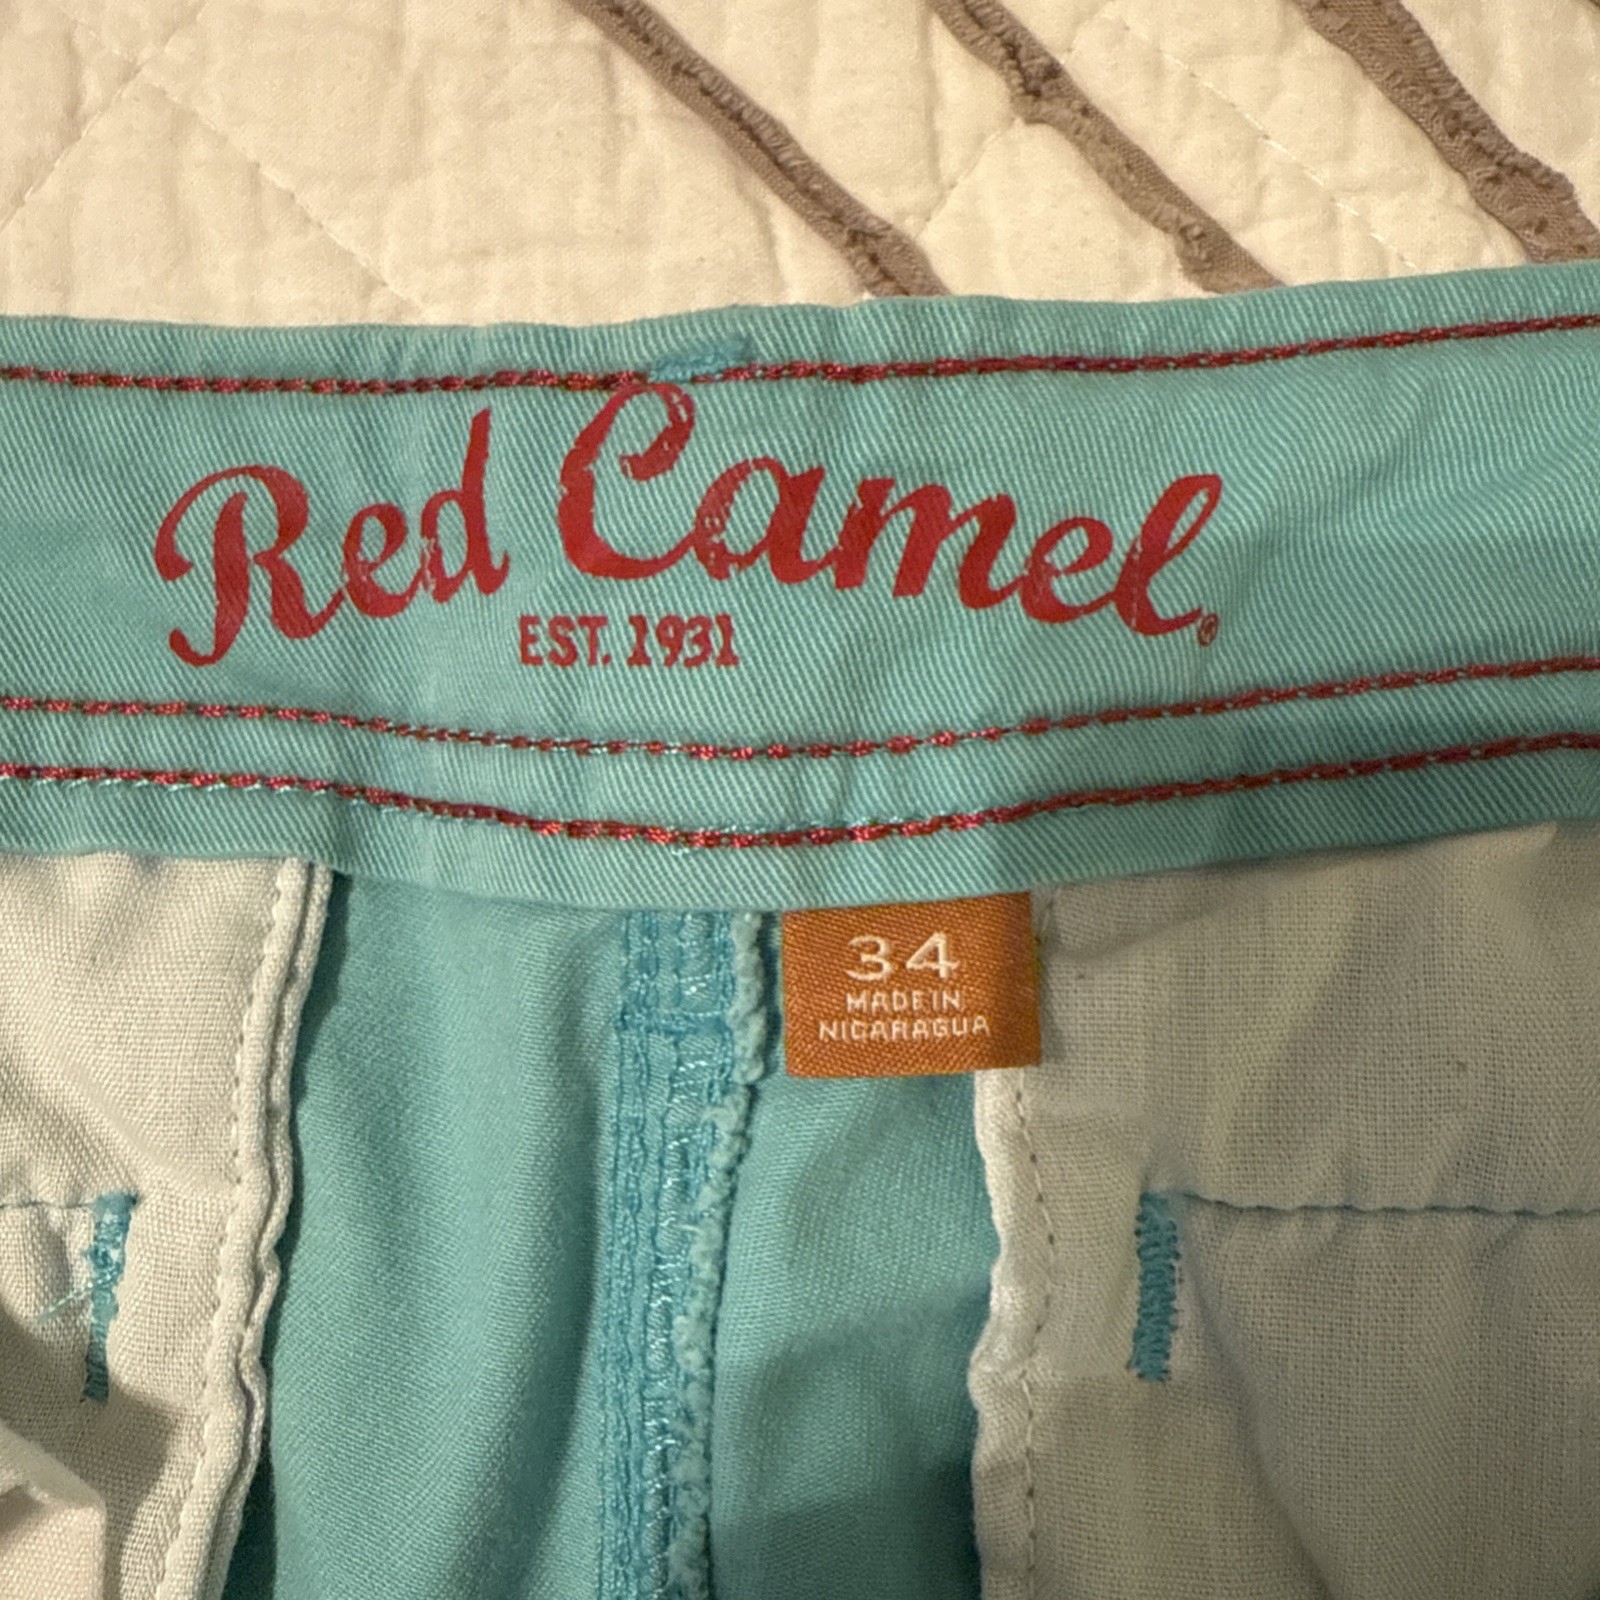 Red Camel®
EST. 1931
34
MADE IN
NICARAGUA